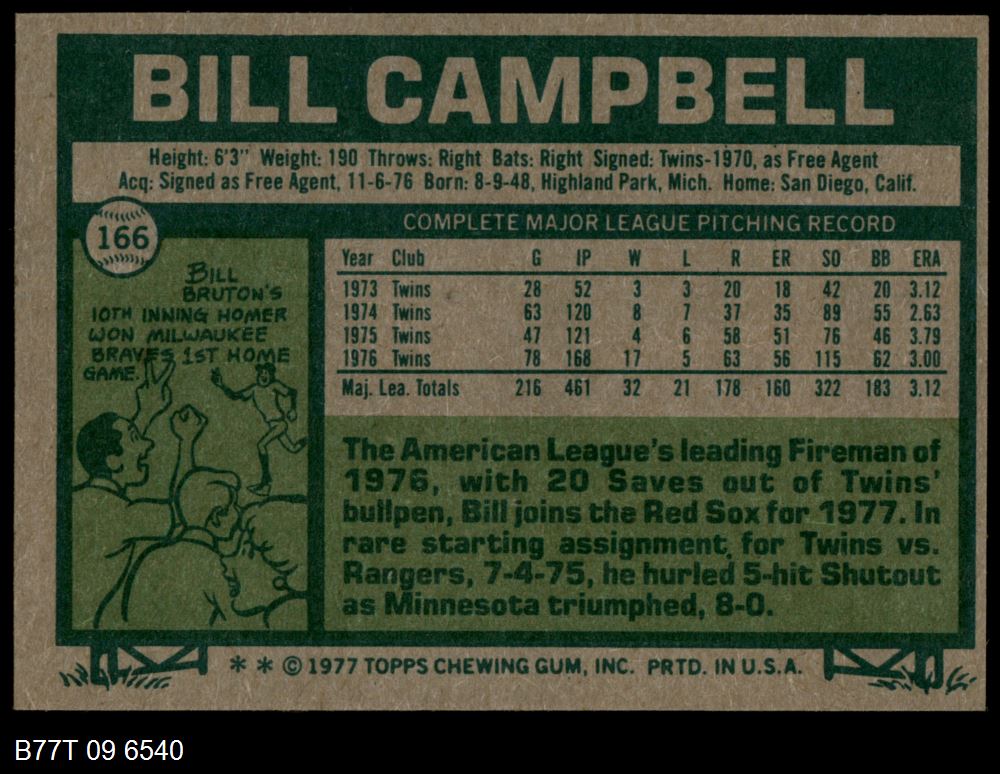 BILL CAMPBELL
Height: 6'3" Weight: 190 Throws: Right Bats: Right Signed: Twins-1970, as Free Agent
Acq: Signed as Free Agent, 11-6-76 Born: 8-9-48, Highland Park, Mich. Home: San Diego, Calif.
166
BILL
BRUTON'S
10TH INNING HOMER
WON MILWAUKEE
BRAVES 1ST HOME
GAME.
COMPLETE MAJOR LEAGUE PITCHING RECORD
Year Club G IP W L R ER SO BB ERA
1973 Twins 28 52 3 3 20 18 42 20 3.12
1974 Twins 63 120 8 7 37 35 89 55 2.63
1975 Twins 47 121 4 6 58 51 76 46 3.79
1976 Twins 78 168 17 5 63 56 115 62 3.00
Maj. Lea. Totals 216 461 32 21 178 160 322 183 3.12
The American League's leading Fireman of
1976, with 20 Saves out of Twins'
bullpen, Bill joins the Red Sox for 1977. In
rare starting assignment, for Twins vs.
Rangers, 7-4-75, he hurled 5-hit Shutout
as Minnesota triumphed, 8-0.
* * © 1977 TOPPS CHEWING GUM, INC. PRTD. IN U.S.A.
B77T 09 6540